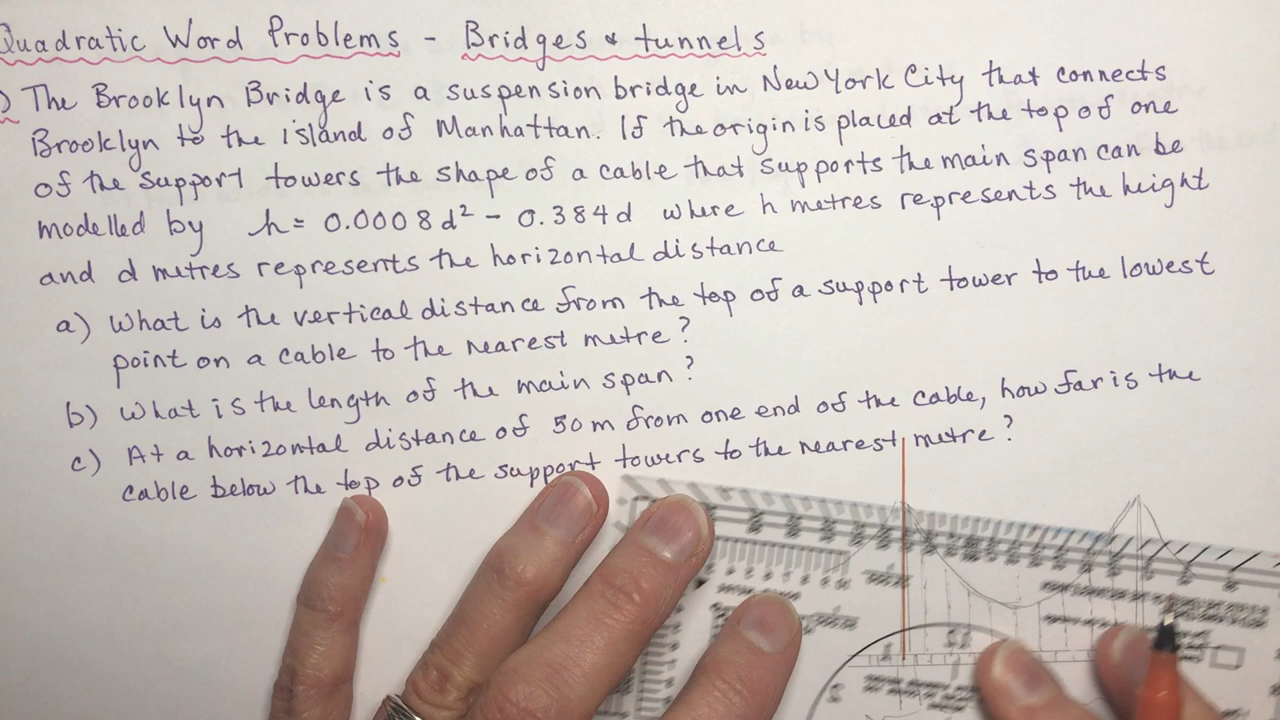 Quadratic Word Problems - Bridges & tunnels
The Brooklyn Bridge is a suspension bridge in New York City that connects
Brooklyn to the island of Manhattan. If the origin is placed at the top of one
of the support towers the shape of a cable that supports the main span can be
modelled by h = 0.0008d² - 0.384d where h metres represents the height
and d metres represents the horizontal distance
a) What is the vertical distance from the top of a support tower to the lowest
point on a cable to the nearest metre?
b) What is the length of the main span?
c) At a horizontal distance of 50 m from one end of the cable, how far is the
cable below the top of the support towers to the nearest metre?